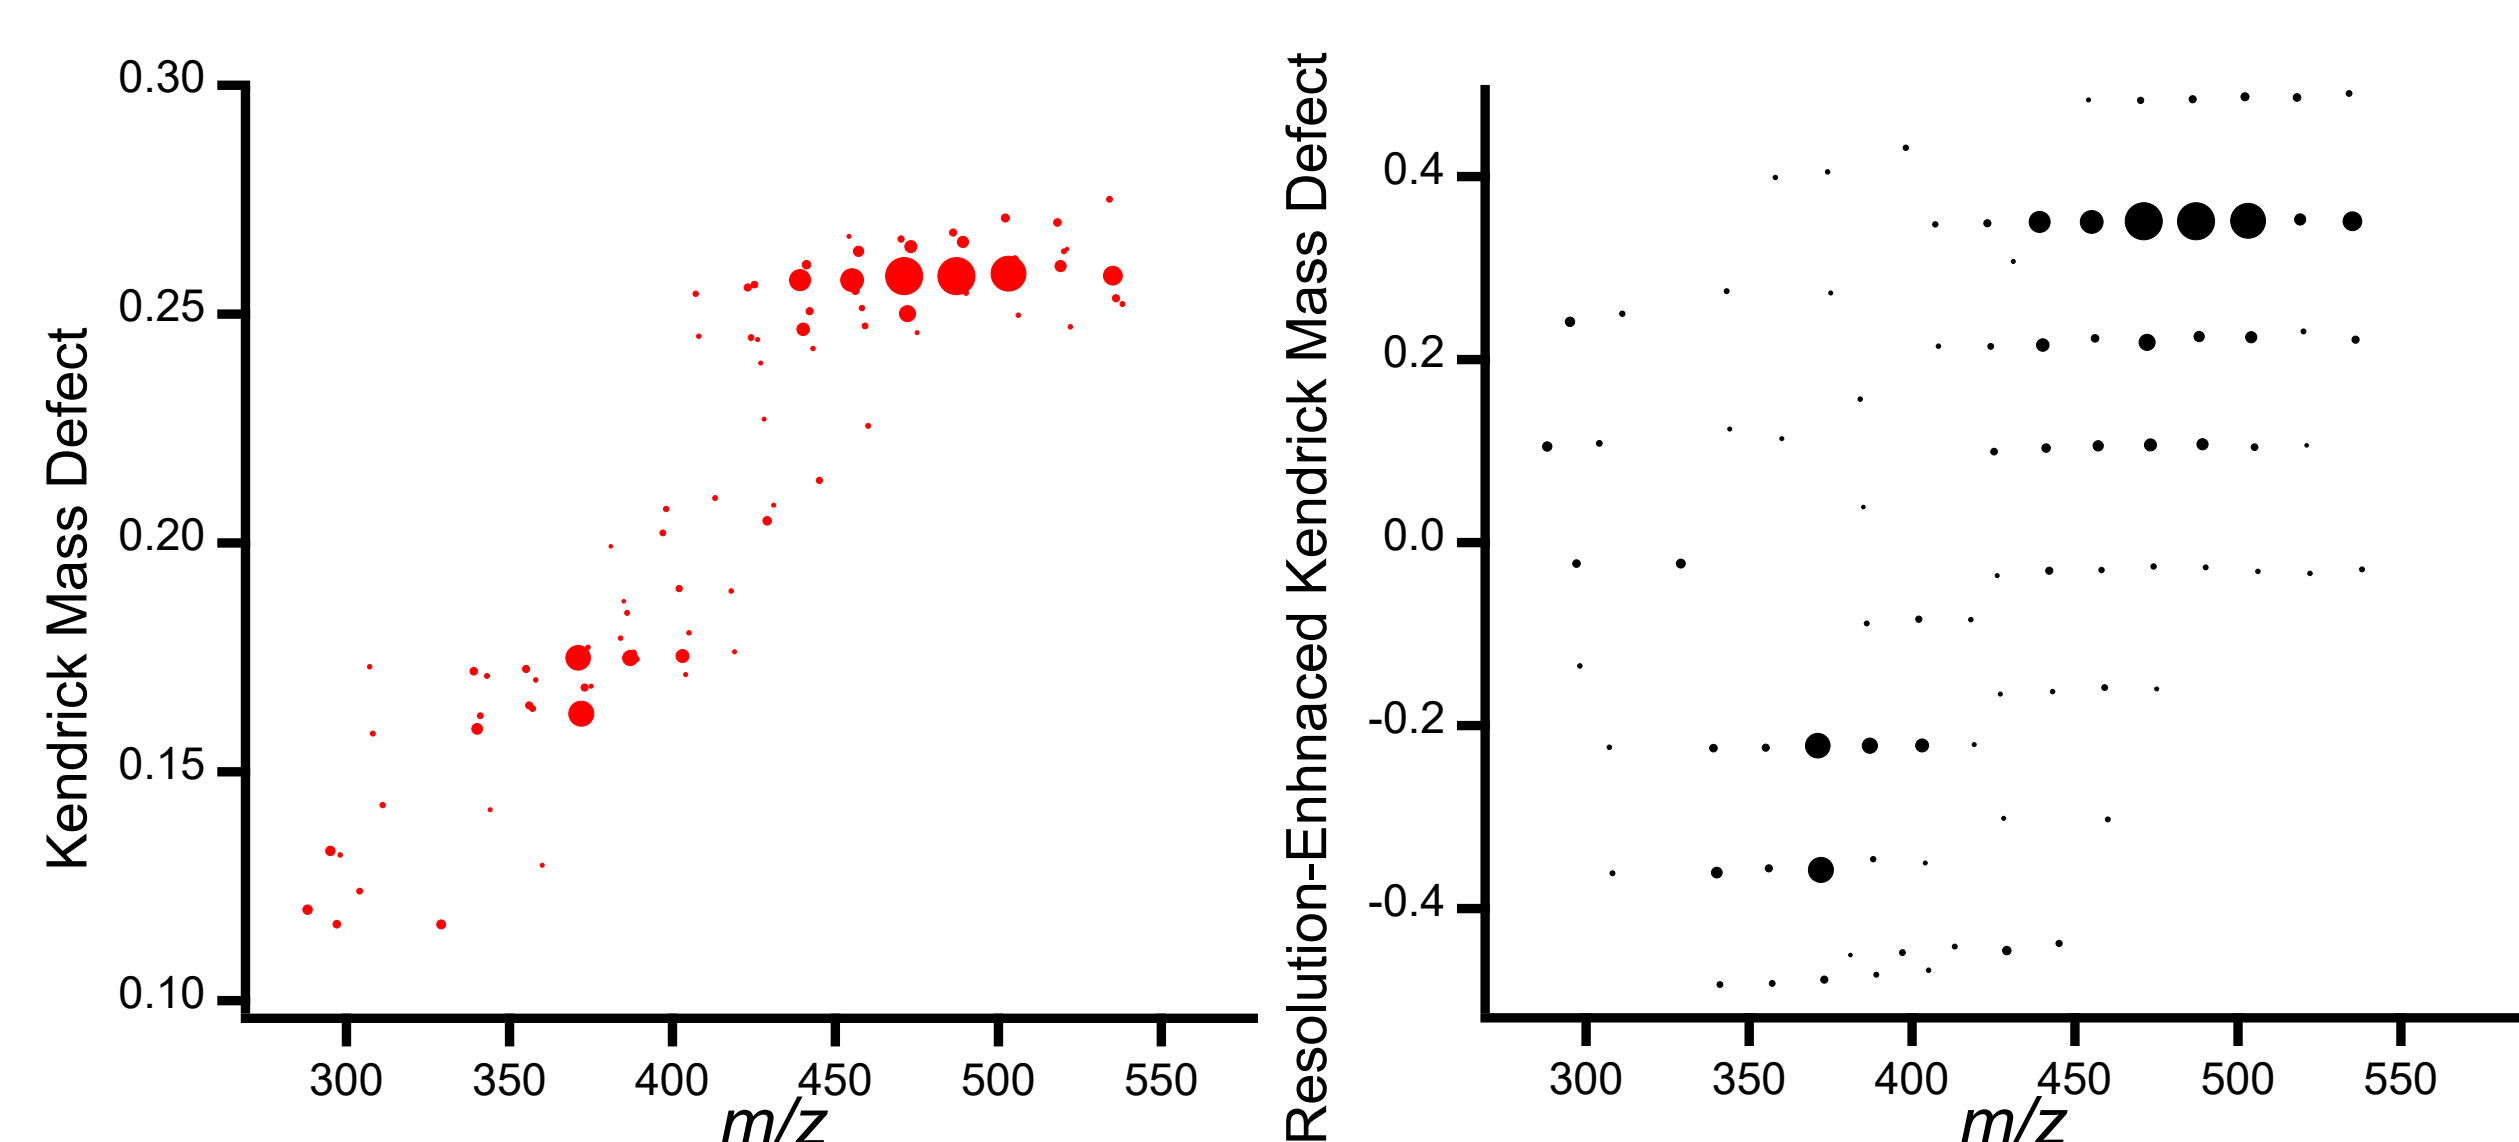 Kendrick Mass Defect
0.30
0.25
0.20
0.15
0.10
300 350 400 450 500 550
m/z
Resolution-Enhnaced Kendrick Mass Defect
0.4
0.2
0.0
-0.2
-0.4
300 350 400 450 500 550
m/z